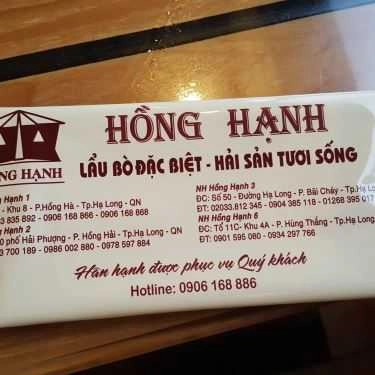 HỒNG HẠNH
LẨU BÒ ĐẶC BIỆT - HẢI SẢN TƯƠI SỐNG
HẠNH
Hạnh 1
- Khu 8 - P.Hồng Hà - Tp.Hạ Long - QN
3 835 892 - 0906 168 866 - 0906 168 868
Hạnh 2
0 phố Hải Phượng - P. Hồng Hải - Tp.Hạ Long - QN
3 700 189 - 0986 002 880 - 0978 597 884
NH Hồng Hạnh 3
ĐC: Số 50 - Đường Hạ Long - P. Bãi Cháy - Tp.Hạ
ĐT: 02033.812 345 - 0904 385 118 - 01268 395
NH Hồng Hạnh 6
ĐC: Tổ 11C- Khu 4A - P. Hùng Thắng - Tp.Hạ Long
ĐT: 0901 595 080 - 0934 297 766
Hân hạnh được phục vụ Quý khách
Hotline: 0906 168 886